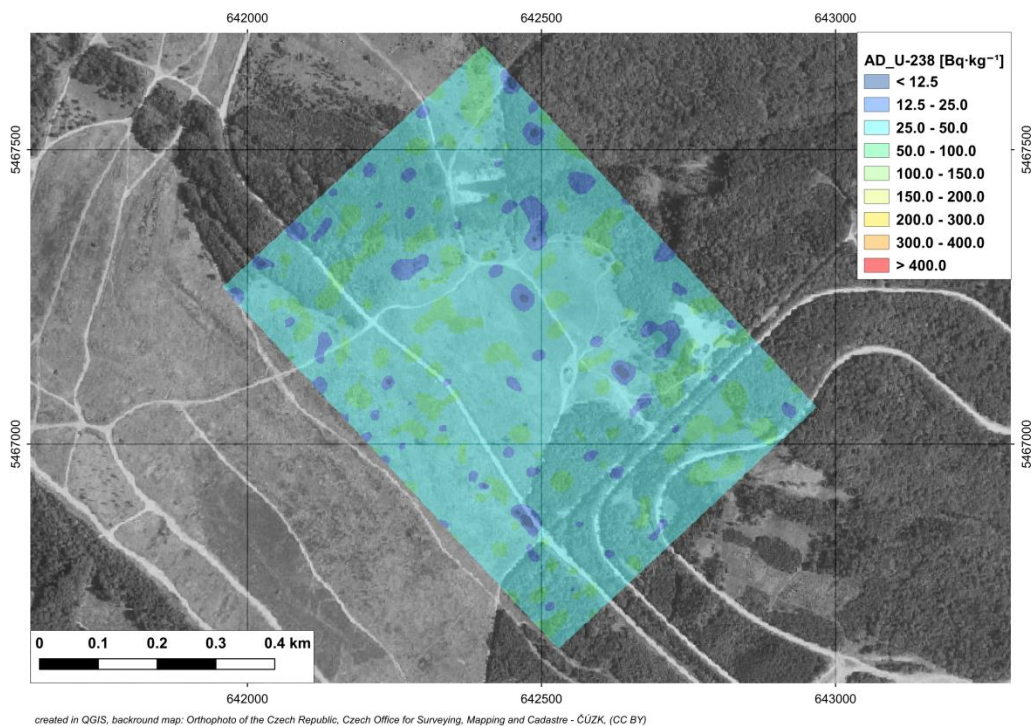 642000 642500 643000
AD_U-238 [Bq·kg⁻¹]
< 12.5
12.5 - 25.0
25.0 - 50.0
50.0 - 100.0
100.0 - 150.0
150.0 - 200.0
200.0 - 300.0
300.0 - 400.0
> 400.0
5467500 5467500
5467000 5467000
0 0.1 0.2 0.3 0.4 km
642000 642500 643000
created in QGIS, backround map: Orthophoto of the Czech Republic, Czech Office for Surveying, Mapping and Cadastre - ČÚZK, (CC BY)